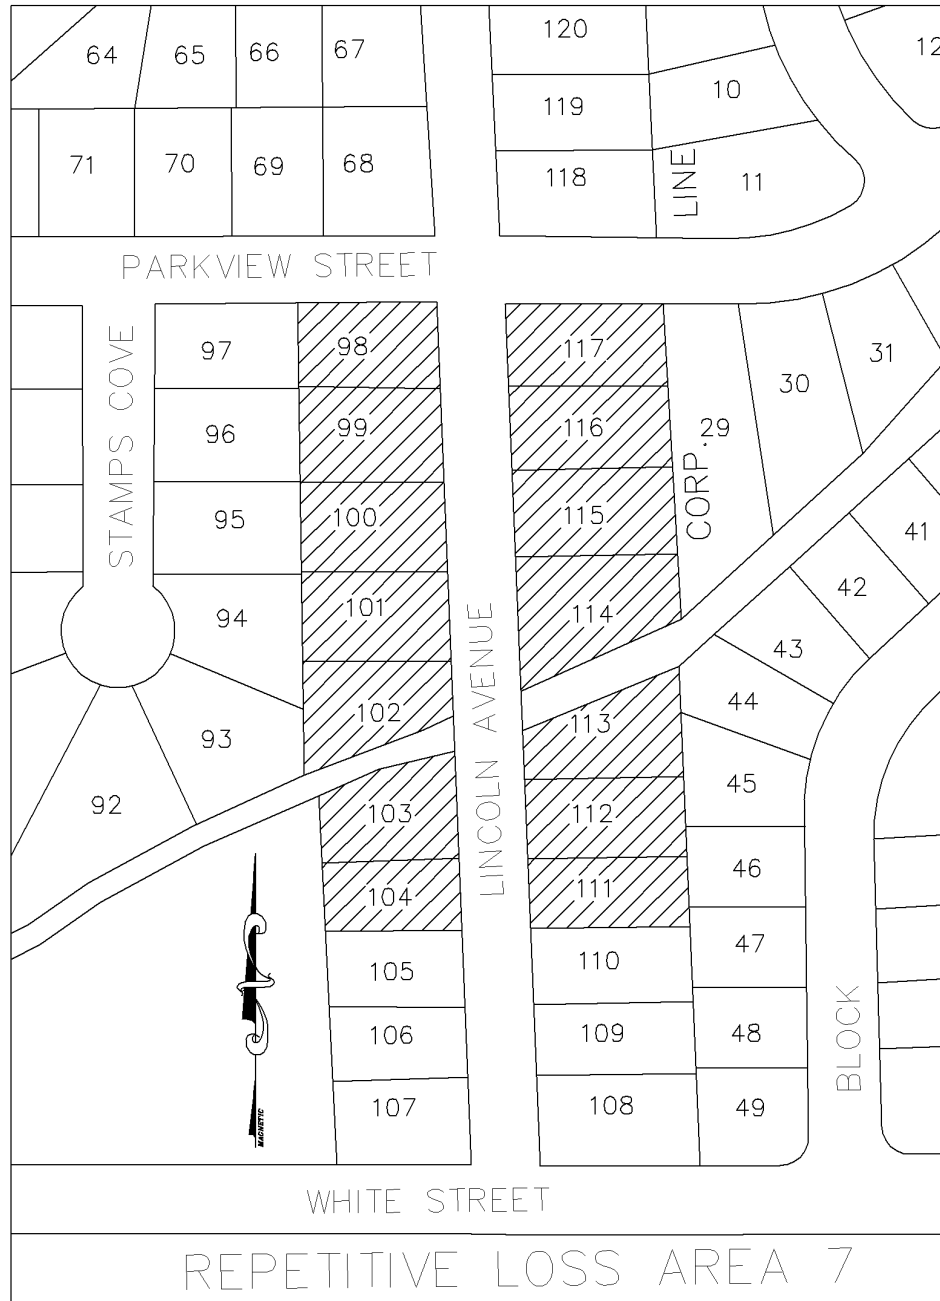 64 65 66 67 120 12
119 10
71 70 69 68 118 LINE 11
PARKVIEW STREET
STAMPS COVE
97 98 117 30 31
96 99 116 29
CORP.
95 100 115 41
94 101 114 42
LINCOLN AVENUE
43
93 102 113 44
92 103 112 45
104 111 46
105 110 47
106 109 48
BLOCK
107 108 49
MAGNETIC
WHITE STREET
REPETITIVE LOSS AREA 7